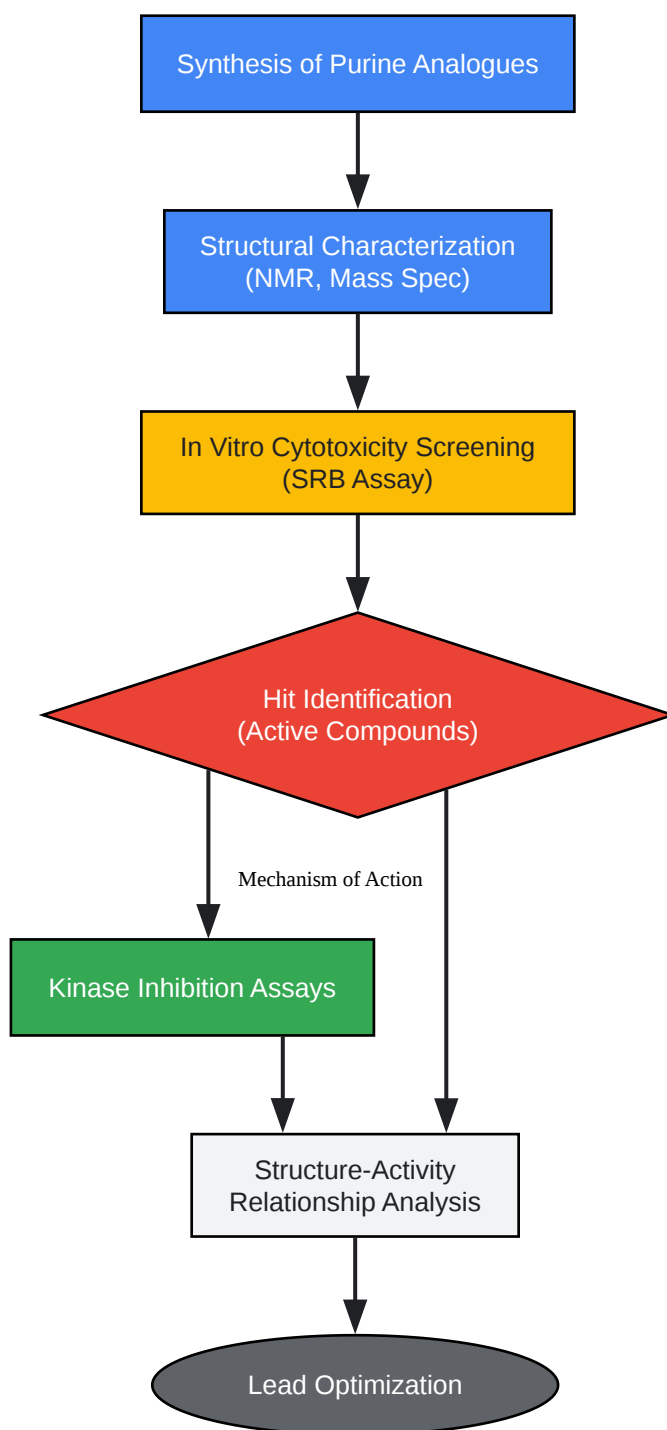 Synthesis of Purine Analogues
Structural Characterization
(NMR, Mass Spec)
In Vitro Cytotoxicity Screening
(SRB Assay)
Hit Identification
(Active Compounds)
Mechanism of Action
Kinase Inhibition Assays
Structure-Activity
Relationship Analysis
Lead Optimization